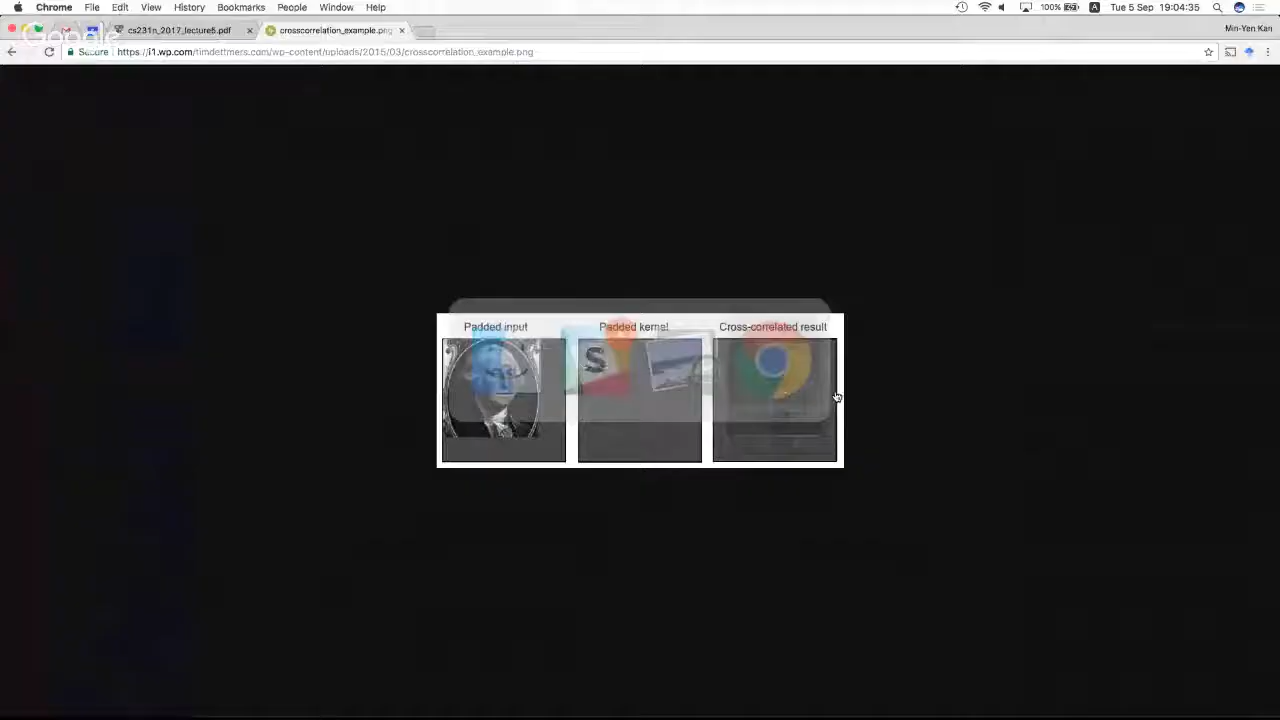 Chrome File Edit View History Bookmarks People Window Help 100% A Tue 5 Sep 19:04:35
Google
cs231n_2017_lecture5.pdf crosscorrelation_example.png Min-Yen Kan
Secure https://i1.wp.com/timdettmers.com/wp-content/uploads/2015/03/crosscorrelation_example.png
Padded input Padded kernel Cross-correlated result
S